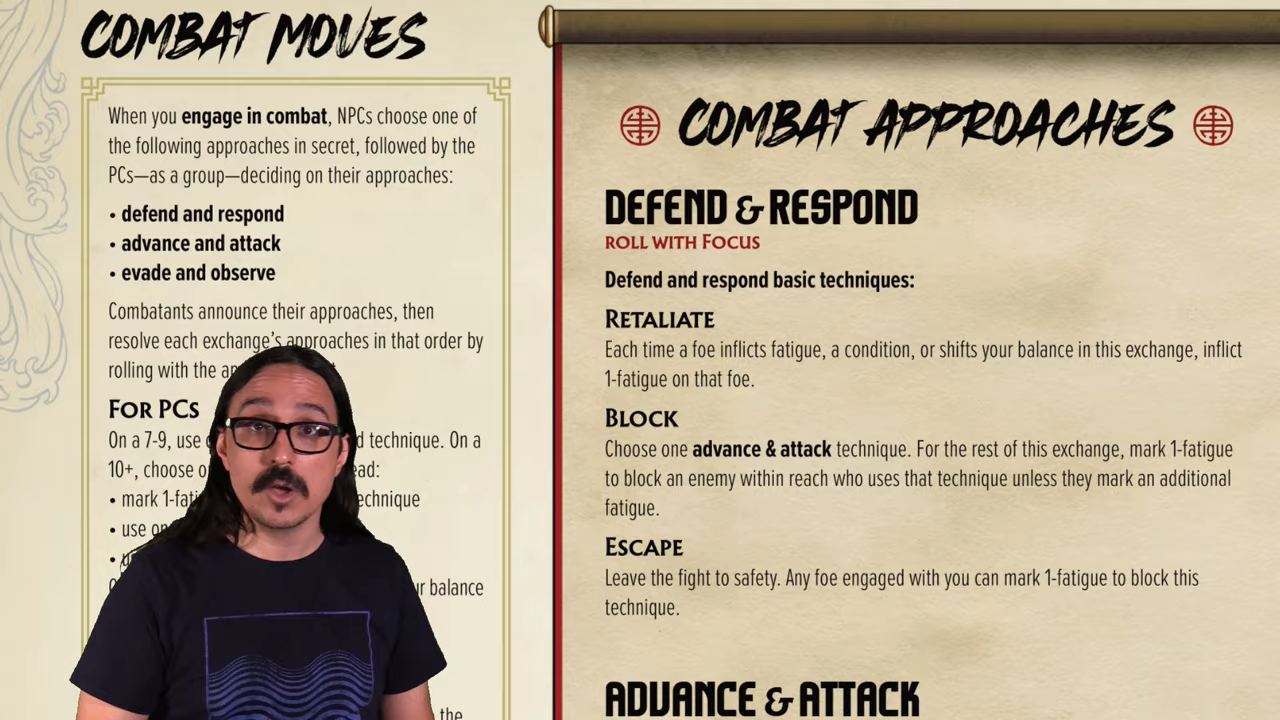 COMBAT MOVES
When you engage in combat, NPCs choose one of
the following approaches in secret, followed by the
PCs—as a group—deciding on their approaches:
• defend and respond
• advance and attack
• evade and observe
Combatants announce their approaches, then
resolve each exchange's approaches in that order by
rolling with the
FOR PCs
On a 7-9, use technique. On a
10+, choose
• mark
• use
balance
the
COMBAT APPROACHES
DEFEND & RESPOND
ROLL WITH FOCUS
Defend and respond basic techniques:
RETALIATE
Each time a foe inflicts fatigue, a condition, or shifts your balance in this exchange, inflict
1-fatigue on that foe.
BLOCK
Choose one advance & attack technique. For the rest of this exchange, mark 1-fatigue
to block an enemy within reach who uses that technique unless they mark an additional
fatigue.
ESCAPE
Leave the fight to safety. Any foe engaged with you can mark 1-fatigue to block this
technique.
ADVANCE & ATTACK